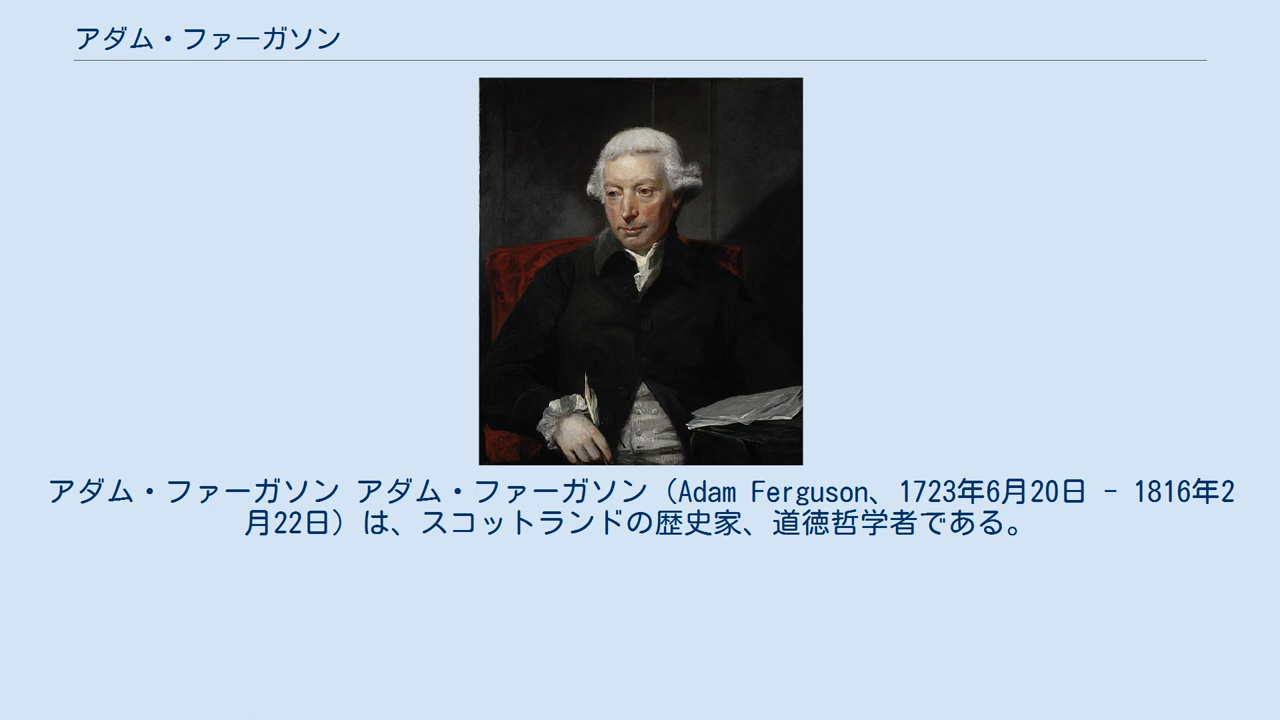 アダム・ファーガソン
アダム・ファーガソン アダム・ファーガソン（Adam Ferguson、1723年6月20日 - 1816年2
月22日）は、スコットランドの歴史家、道徳哲学者である。